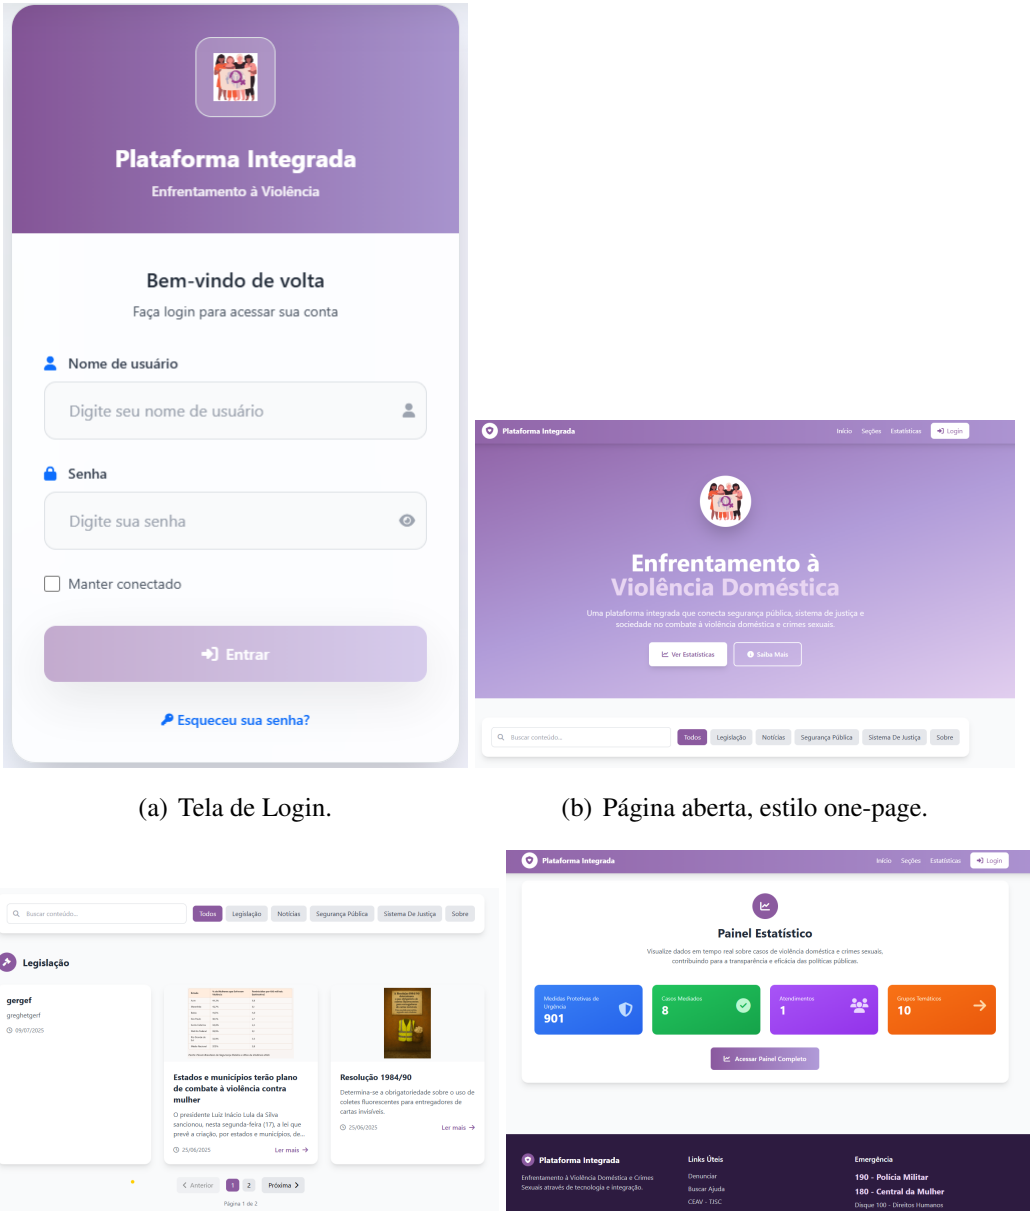 Plataforma Integrada
Enfrentamento à Violência
Bem-vindo de volta
Faça login para acessar sua conta
Nome de usuário
Digite seu nome de usuário
Senha
Digite sua senha
Manter conectado
Entrar
Esqueceu sua senha?
(a) Tela de Login.
Plataforma Integrada
Início Seções Estatísticas Login
Enfrentamento à
Violência Doméstica
Uma plataforma integrada que conecta segurança pública, sistema de justiça e
sociedade no combate à violência doméstica e crimes sexuais.
Ver Estatísticas Saiba Mais
Buscar conteúdo... Todos Legislação Notícias Segurança Pública Sistema De Justiça Sobre
(b) Página aberta, estilo one-page.
Buscar conteúdo... Todos Legislação Notícias Segurança Pública Sistema De Justiça Sobre
Legislação
gergef
greghetgerf
09/07/2025
Estados e municípios terão plano
de combate à violência contra
mulher
O presidente Luiz Inácio Lula da Silva
sancionou, nesta segunda-feira (17), a lei que
prevê a criação, por estados e municípios, de...
25/06/2025 Ler mais
Resolução 1984/90
Determina-se a obrigatoriedade sobre o uso de
coletes fluorescentes para entregadores de
cartas invisíveis.
25/06/2025 Ler mais
Anterior 1 2 Próxima
Página 1 de 2
Plataforma Integrada
Início Seções Estatísticas Login
Painel Estatístico
Visualize dados em tempo real sobre casos de violência doméstica e crimes sexuais,
contribuindo para a transparência e eficácia das políticas públicas.
Medidas Protetivas de
Urgência
901
Casos Mediados
8
Atendimentos
1
Grupos Temáticos
10
Acessar Painel Completo
Plataforma Integrada
Enfrentamento à Violência Doméstica e Crimes
Sexuais através de tecnologia e integração.
Links Úteis
Denunciar
Buscar Ajuda
CEAV - TJSC
Emergência
190 - Polícia Militar
180 - Central da Mulher
Disque 100 - Direitos Humanos